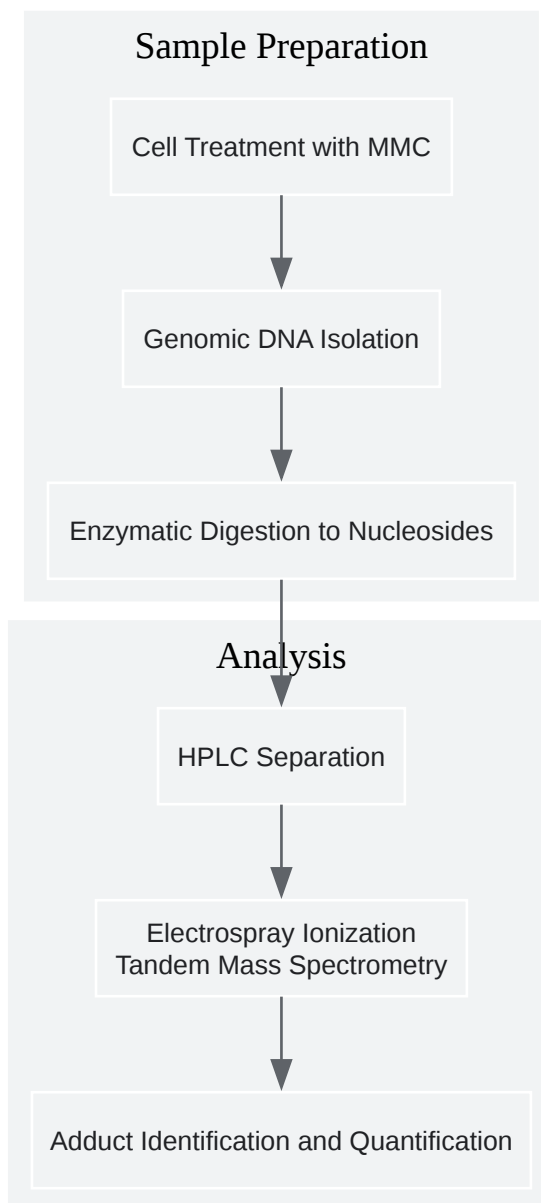 Sample Preparation
Cell Treatment with MMC
Genomic DNA Isolation
Enzymatic Digestion to Nucleosides
Analysis
HPLC Separation
Electrospray Ionization
Tandem Mass Spectrometry
Adduct Identification and Quantification